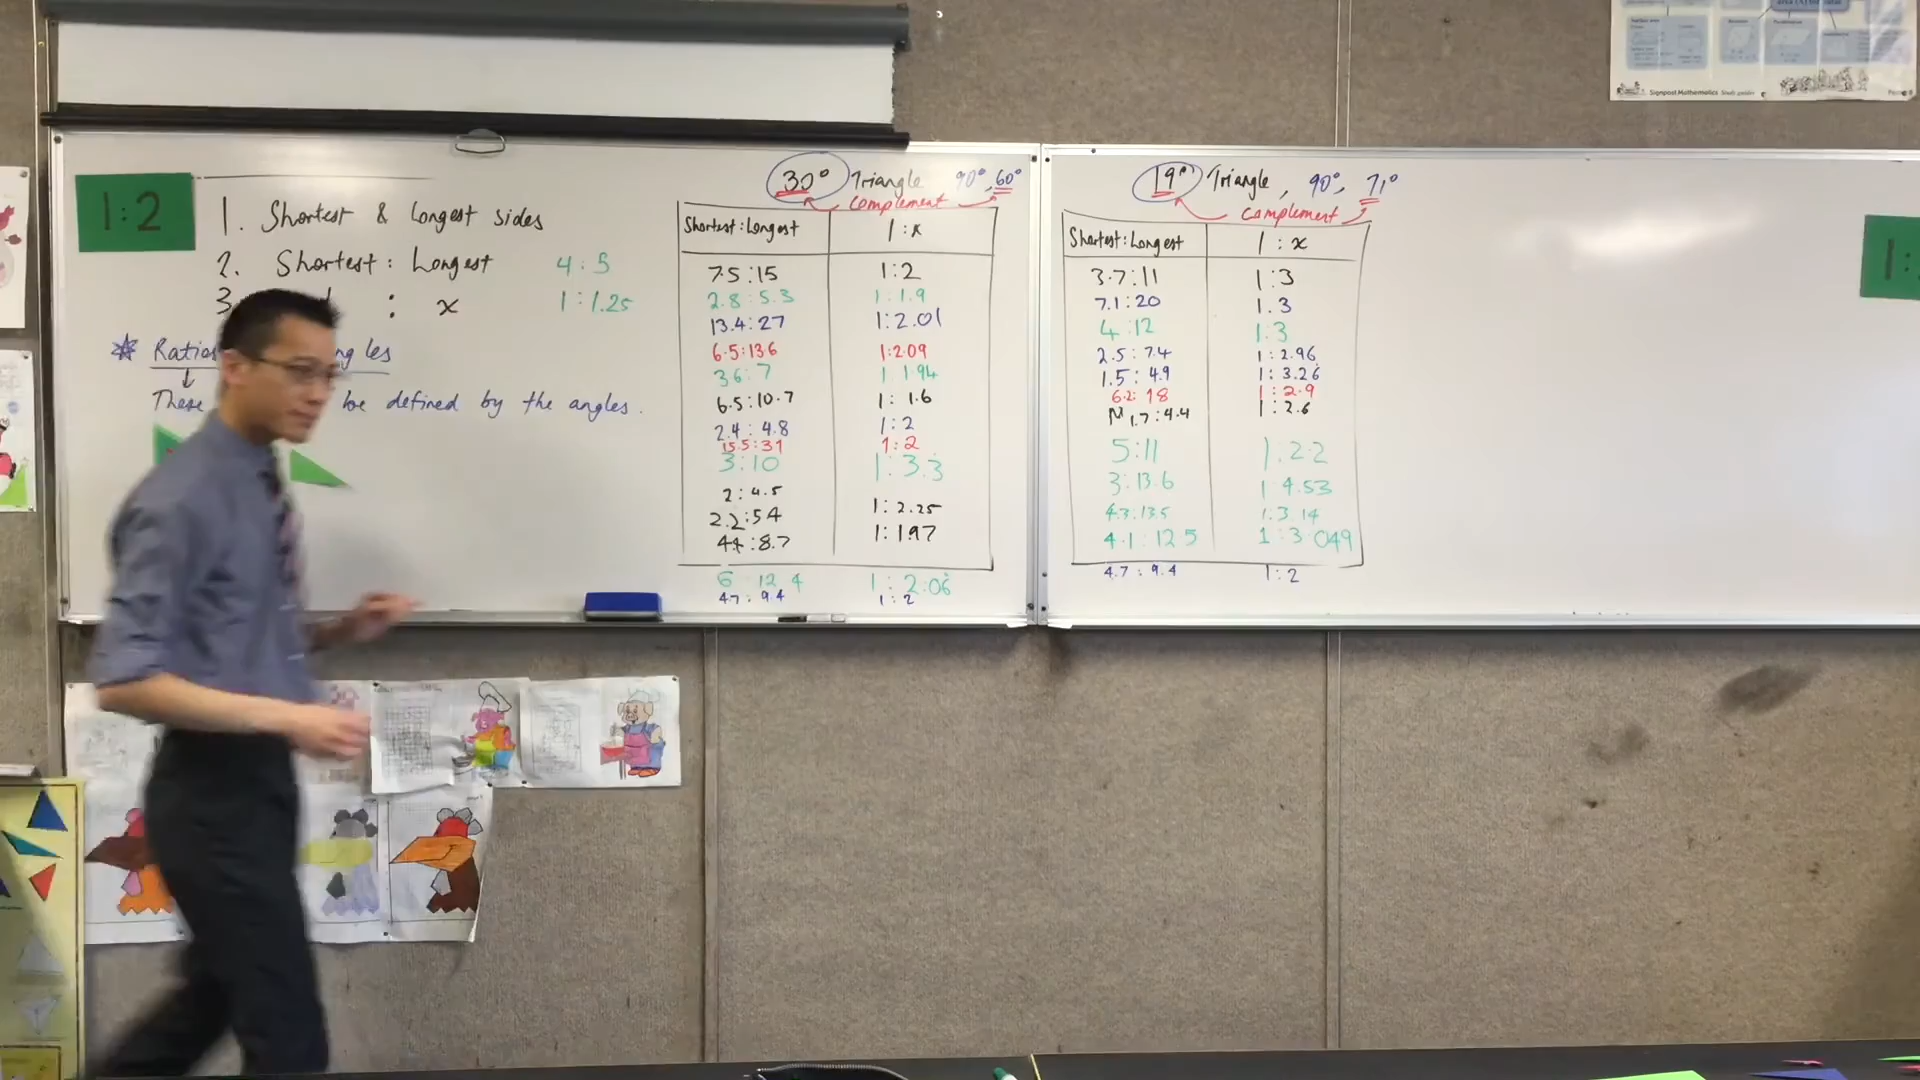 1:2
1. Shortest & longest sides
2. Shortest : Longest 4 : 5
3. : x 1 : 1.25
Ratios
These be defined by the angles.
30° Triangle 90°, 60°
complement
Shortest : Longest 1 : x
7.5 : 15 1 : 2
2.8 : 5.3 1 : 1.9
13.4 : 27 1 : 2.01
6.5 : 13.6 1 : 2.09
3.6 : 7 1 1.94
6.5 : 10.7 1 : 1.6
2.4 : 4.8 1 : 2
15.5 : 31 1 : 2
3 : 10 1 : 3.3
2 : 4.5 1 : 2.25
2.2 : 54 1 : 1.97
: 8.7
6 12.4 1 : 2.06
4.7 : 9.4 1 : 2
19° Triangle, 90°, 71°
complement
Shortest : Longest 1 : x
3.7 : 11 1 : 3
7.1 : 20 1.3
4 : 12 1:3
2.5 : 7.4 1 : 2.96
1.5 : 4.9 1 : 3.26
6.2 : 18 1 : 2.9
1.7 : 4.4 1 : 2.6
5 : 11 1 : 2.2
3 : 13.6 1 4.53
4.3 : 13.5 1.3.14
4.1 : 12.5 1 : 3.049
4.7 : 9.4 1 : 2
Signpost Mathematics